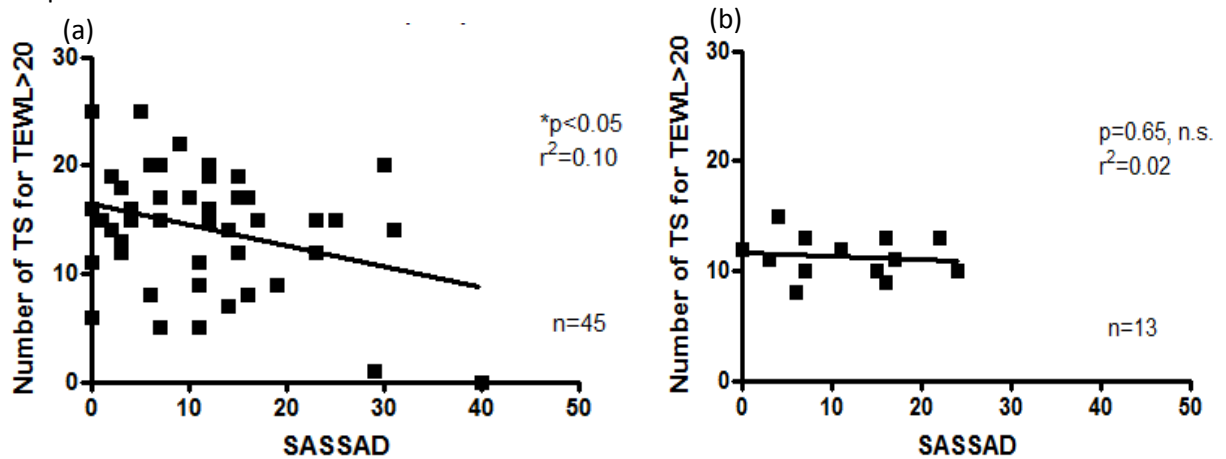 (a)
Number of TS for TEWL>20
30
20
10
0
*p<0.05
r²=0.10
n=45
0 10 20 30 40 50
SASSAD
(b)
Number of TS for TEWL>20
30
20
10
0
p=0.65, n.s.
r²=0.02
n=13
0 10 20 30 40 50
SASSAD